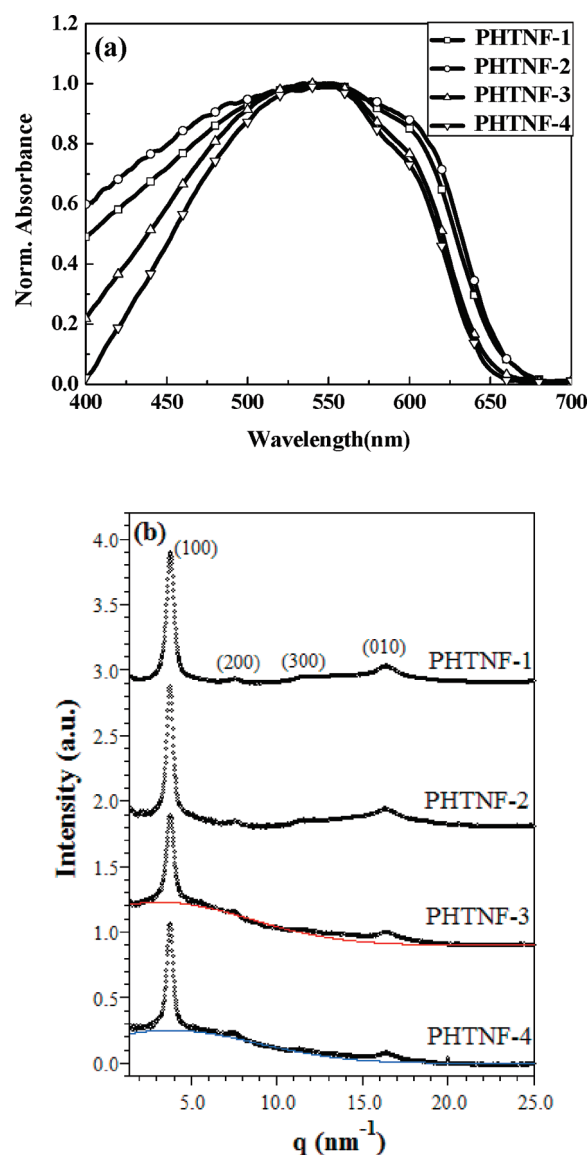 (a)
PHTNF-1
PHTNF-2
PHTNF-3
PHTNF-4
1.2
1.0
0.8
0.6
0.4
0.2
0.0
Norm. Absorbance
400 450 500 550 600 650 700
Wavelength(nm)
(b)
4.0
3.5
3.0
2.5
2.0
1.5
1.0
0.5
0.0
Intensity (a.u.)
(100)
(200) (300) (010)
PHTNF-1
PHTNF-2
PHTNF-3
PHTNF-4
5.0 10.0 15.0 20.0 25.0
q (nm⁻¹)